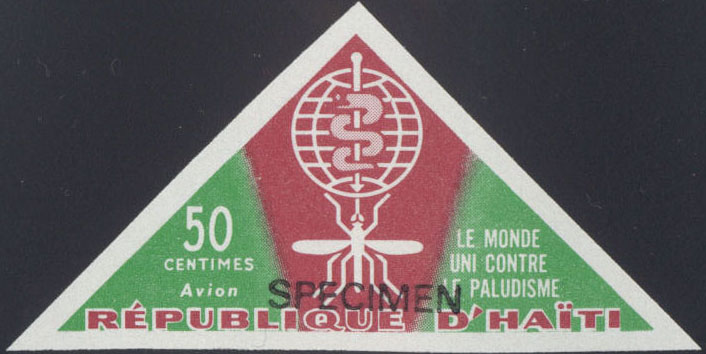 50
CENTIMES
Avion
LE MONDE
UNI CONTRE
LE PALUDISME
SPECIMEN
RÉPUBLIQUE D'HAÏTI